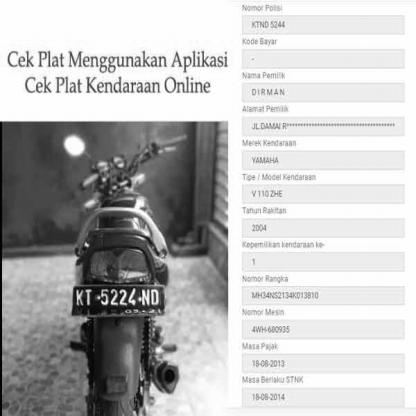 Cek Plat Menggunakan Aplikasi
Cek Plat Kendaraan Online
KT 5224 ND
03·21
Nomor Polisi
KTND 5244
Kode Bayar
-
Nama Pemilik
D I R M A N
Alamat Pemilik
JL.DAMAI R**************************************
Merek Kendaraan
YAMAHA
Tipe / Model Kendaraan
V 110 ZHE
Tahun Rakitan
2004
Kepemilikan kendaraan ke-
1
Nomor Rangka
MH34NS2134K013810
Nomor Mesin
4WH-680935
Masa Pajak
18-08-2013
Masa Berlaku STNK
18-08-2014